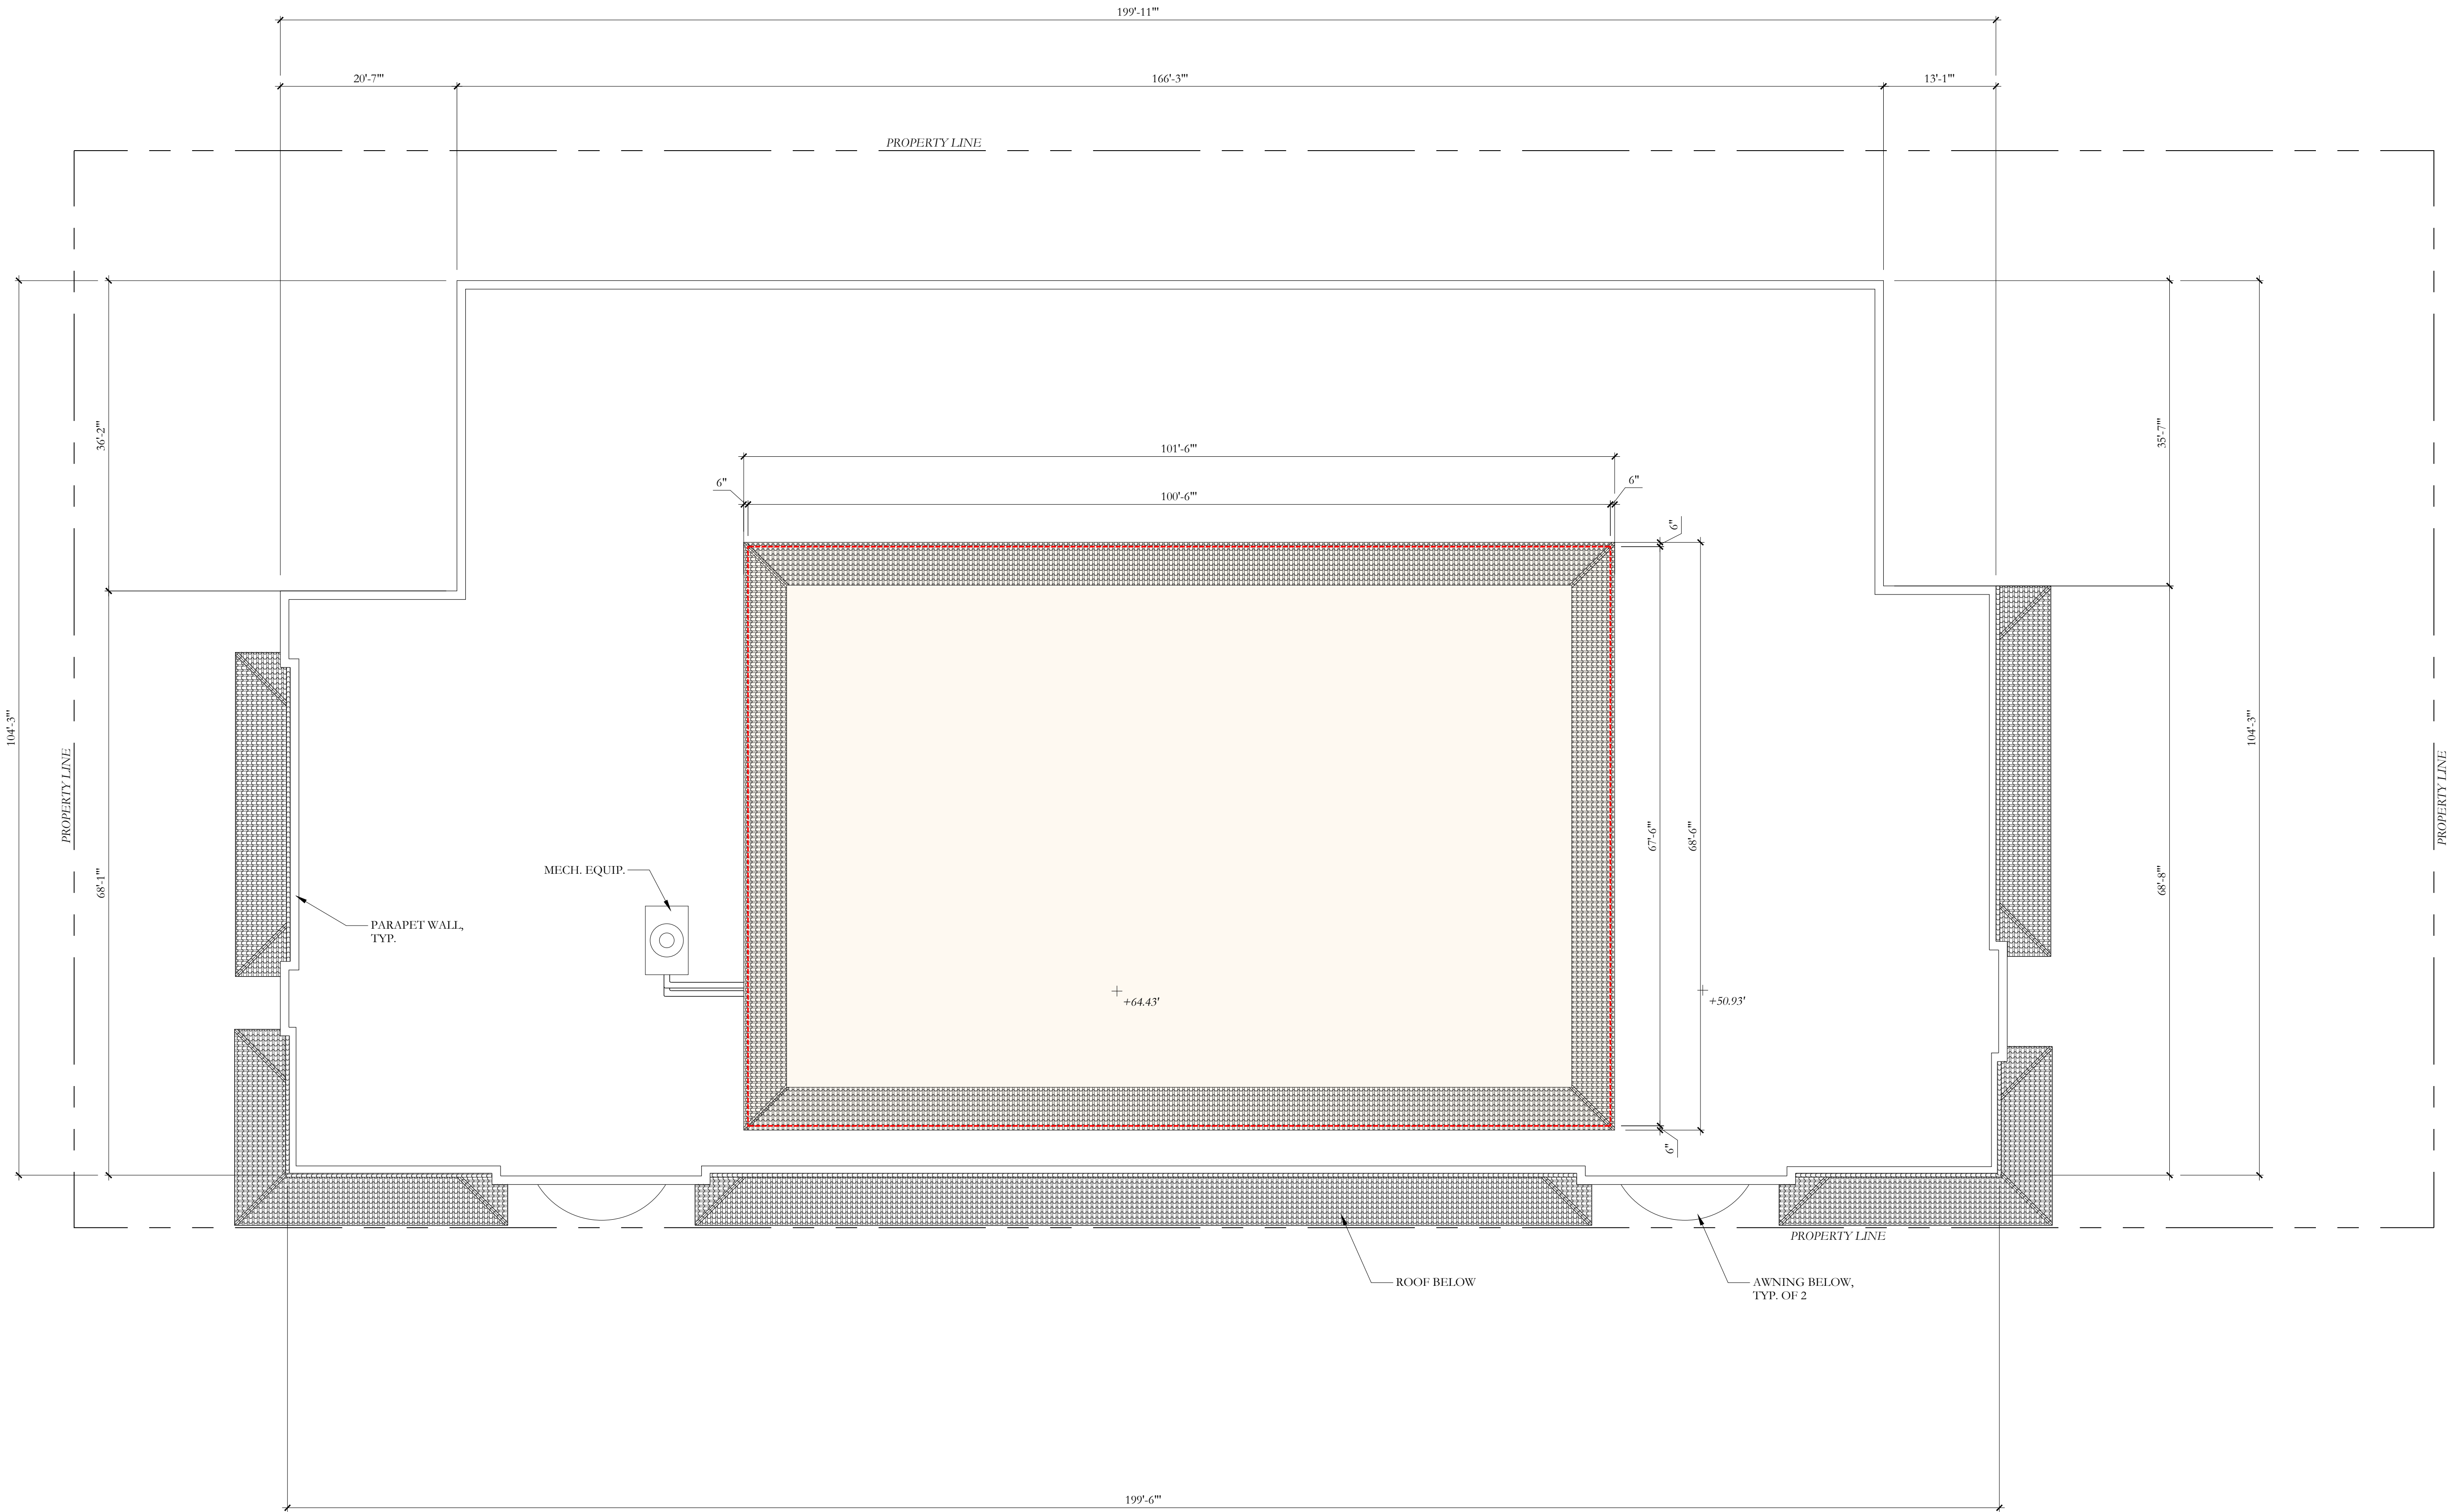 199'-11'"
20'-7'"
166'-3'"
13'-1'"
PROPERTY LINE
36'-2'"
35'-7'"
101'-6'"
6"
6"
100'-6'"
6"
104'-3'"
PROPERTY LINE
68'-1'"
MECH. EQUIP.
PARAPET WALL,
TYP.
67'-6'"
68'-6'"
+64.43'
+50.93'
6"
68'-8'"
104'-3'"
PROPERTY LINE
PROPERTY LINE
ROOF BELOW
AWNING BELOW,
TYP. OF 2
199'-6'"